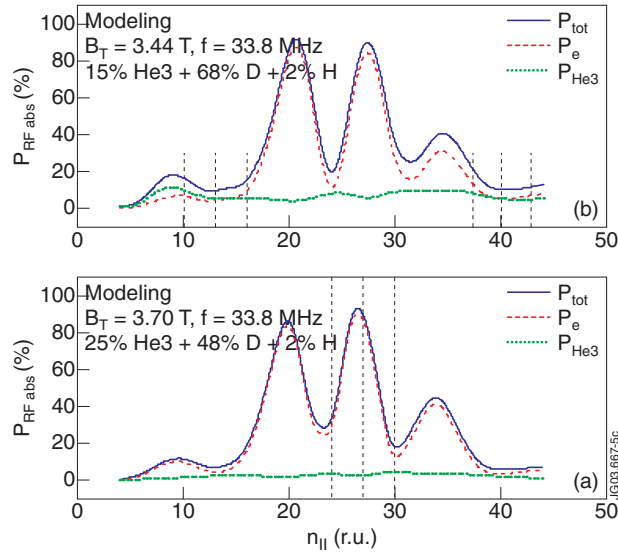 Modeling
B_T = 3.44 T, f = 33.8 MHz
15% He3 + 68% D + 2% H
P_tot
P_e
P_He3
P_RF abs (%)
100
80
60
40
20
0
(b)
0 10 20 30 40 50
Modeling
B_T = 3.70 T, f = 33.8 MHz
25% He3 + 48% D + 2% H
P_tot
P_e
P_He3
P_RF abs (%)
100
80
60
40
20
0
(a)
JG03.667-5c
0 10 20 30 40 50
n_II (r.u.)